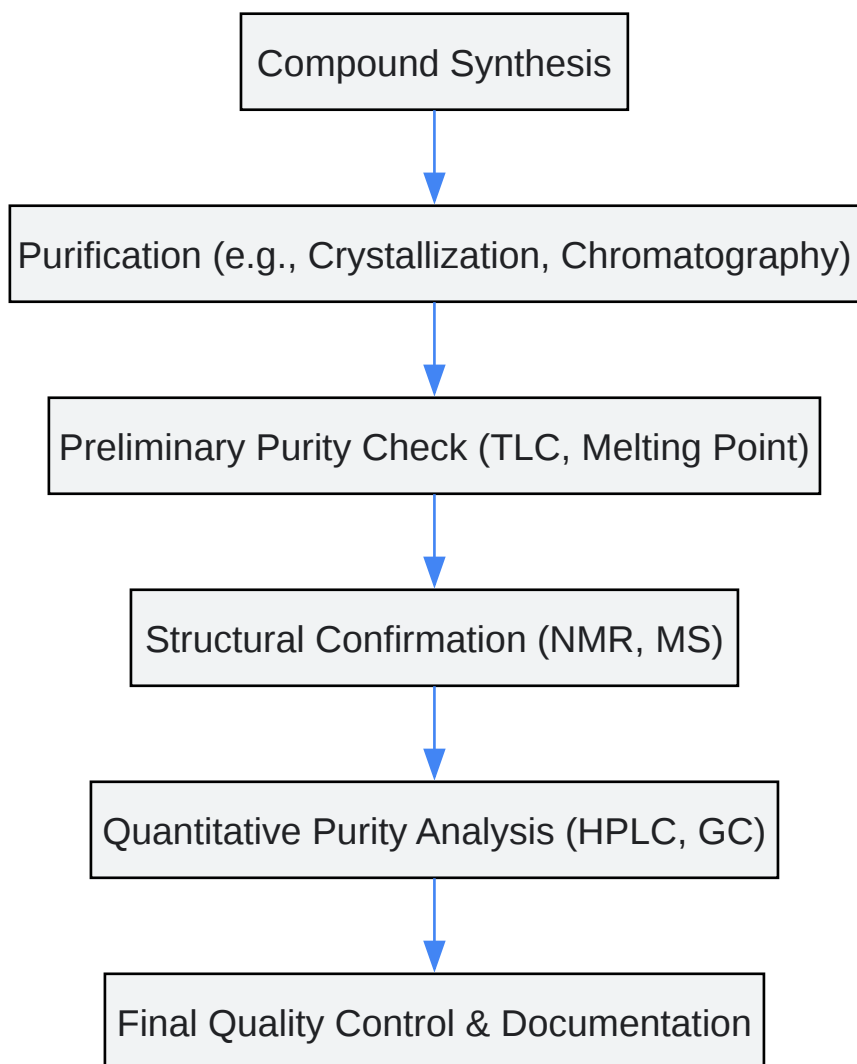 Compound Synthesis
Purification (e.g., Crystallization, Chromatography)
Preliminary Purity Check (TLC, Melting Point)
Structural Confirmation (NMR, MS)
Quantitative Purity Analysis (HPLC, GC)
Final Quality Control & Documentation